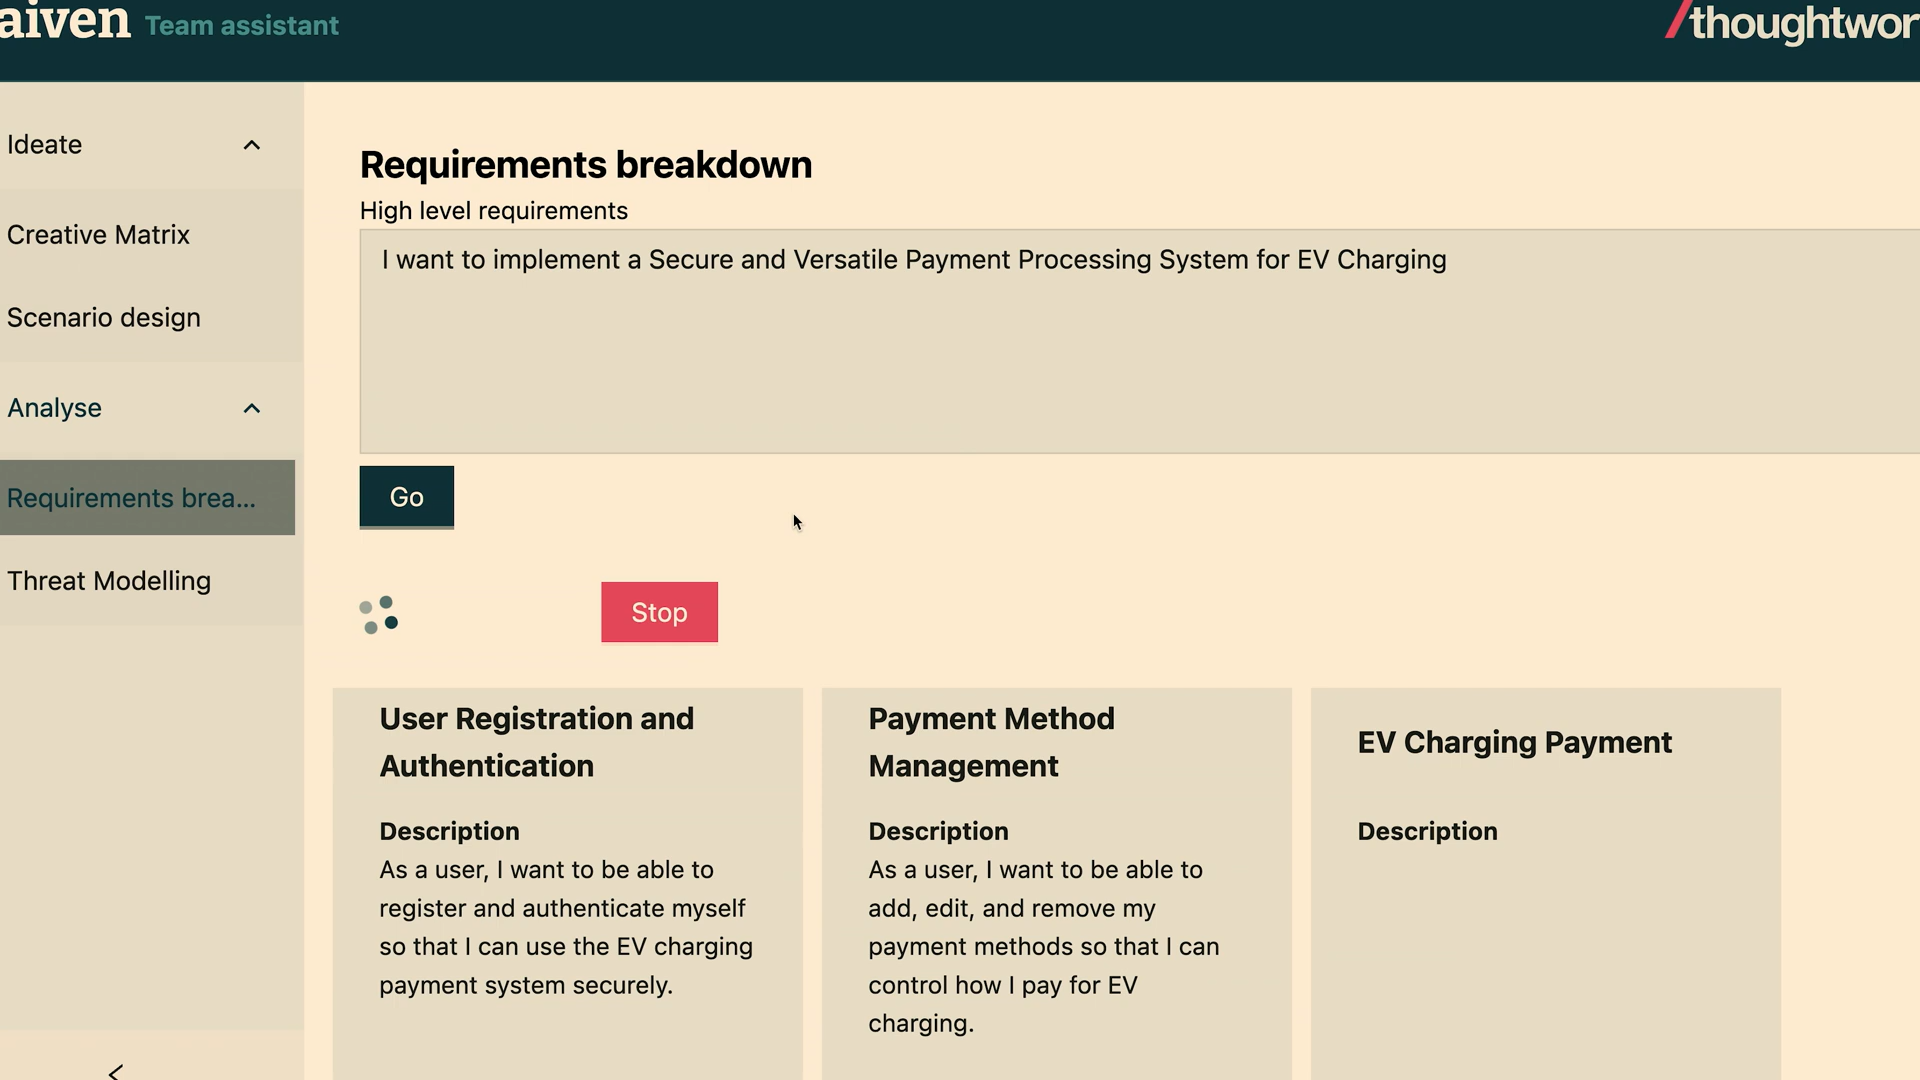 aiven Team assistant
/thoughtwor
Ideate
Creative Matrix
Scenario design
Analyse
Requirements brea...
Threat Modelling
Requirements breakdown
High level requirements
I want to implement a Secure and Versatile Payment Processing System for EV Charging
Go
Stop
User Registration and
Authentication
Description
As a user, I want to be able to
register and authenticate myself
so that I can use the EV charging
payment system securely.
Payment Method
Management
Description
As a user, I want to be able to
add, edit, and remove my
payment methods so that I can
control how I pay for EV
charging.
EV Charging Payment
Description